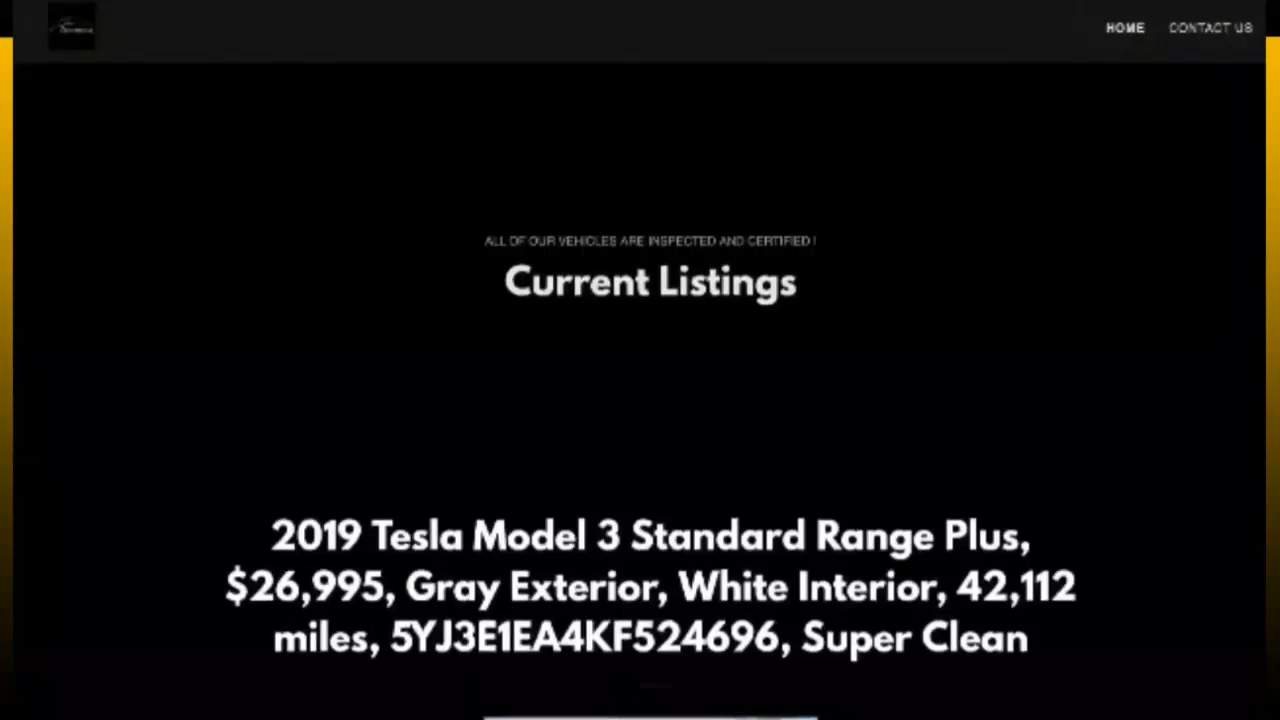 HOME CONTACT US
ALL OF OUR VEHICLES ARE INSPECTED AND CERTIFIED !
Current Listings
2019 Tesla Model 3 Standard Range Plus,
$26,995, Gray Exterior, White Interior, 42,112
miles, 5YJ3E1EA4KF524696, Super Clean